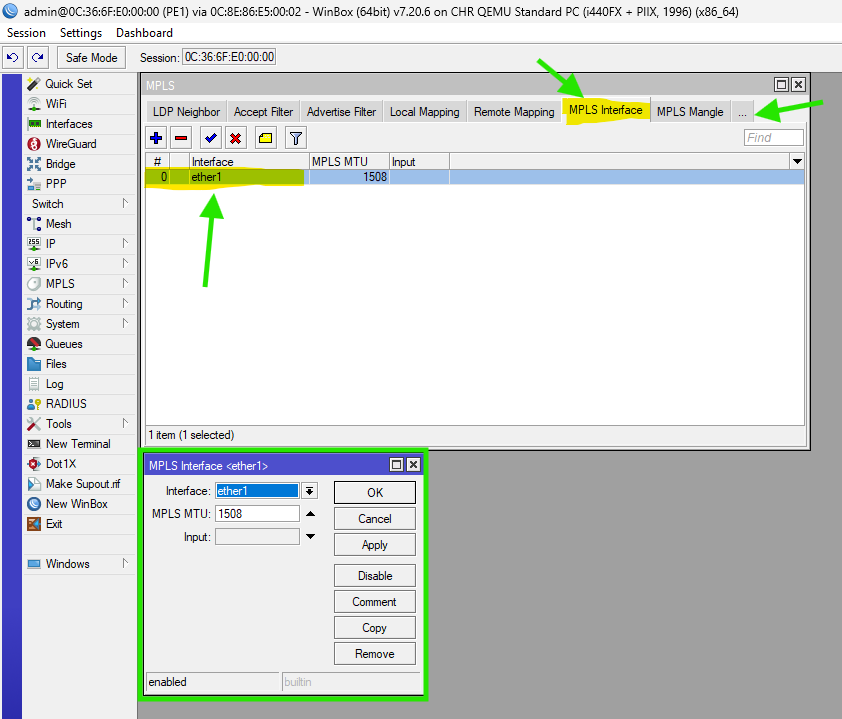 admin@0C:36:6F:E0:00:00 (PE1) via 0C:8E:86:E5:00:02 - WinBox (64bit) v7.20.6 on CHR QEMU Standard PC (i440FX + PIIX, 1996) (x86_64)
Session Settings Dashboard
Safe Mode Session: 0C:36:6F:E0:00:00
Quick Set
WiFi
Interfaces
WireGuard
Bridge
PPP
Switch
Mesh
IP
IPv6
MPLS
Routing
System
Queues
Files
Log
RADIUS
Tools
New Terminal
Dot1X
Make Supout.rif
New WinBox
Exit
Windows
MPLS
LDP Neighbor Accept Filter Advertise Filter Local Mapping Remote Mapping MPLS Interface MPLS Mangle ...
Find
# Interface MPLS MTU Input
0 ether1 1508
1 item (1 selected)
MPLS Interface <ether1>
Interface: ether1
MPLS MTU: 1508
Input:
OK
Cancel
Apply
Disable
Comment
Copy
Remove
enabled builtin